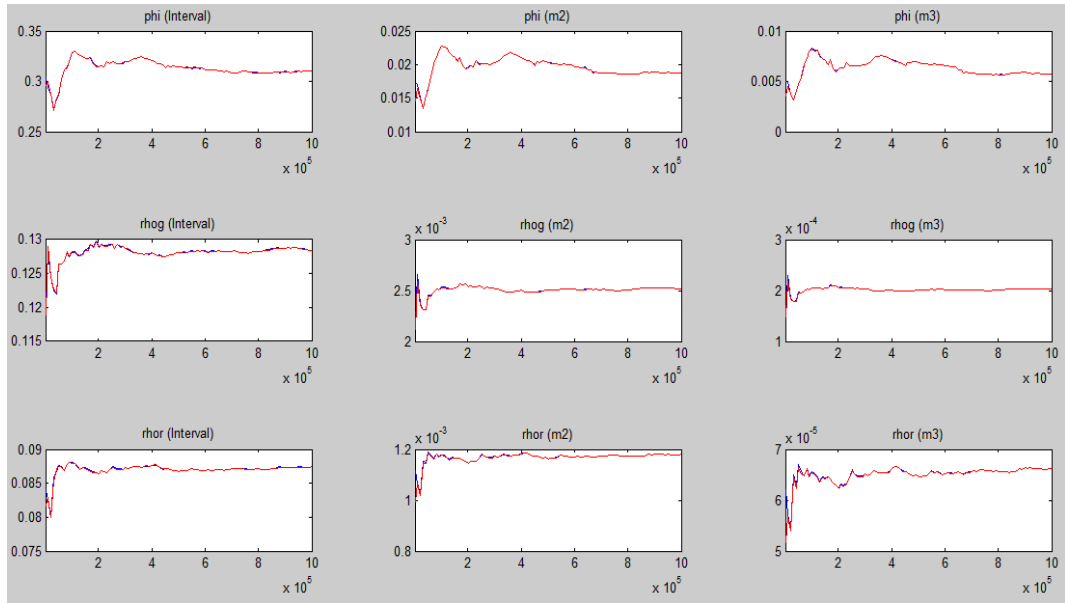 phi (Interval)
0.35
0.3
0.25
2 4 6 8 10
x 10^5
phi (m2)
0.025
0.02
0.015
0.01
2 4 6 8 10
x 10^5
phi (m3)
0.01
0.005
0
2 4 6 8 10
x 10^5
rhog (Interval)
0.13
0.125
0.12
0.115
2 4 6 8 10
x 10^5
rhog (m2)
x 10^-3
3
2.5
2
2 4 6 8 10
x 10^5
rhog (m3)
x 10^-4
3
2
1
2 4 6 8 10
x 10^5
rhor (Interval)
0.09
0.085
0.08
0.075
2 4 6 8 10
x 10^5
rhor (m2)
x 10^-3
1.2
1
0.8
2 4 6 8 10
x 10^5
rhor (m3)
x 10^-5
7
6
5
2 4 6 8 10
x 10^5